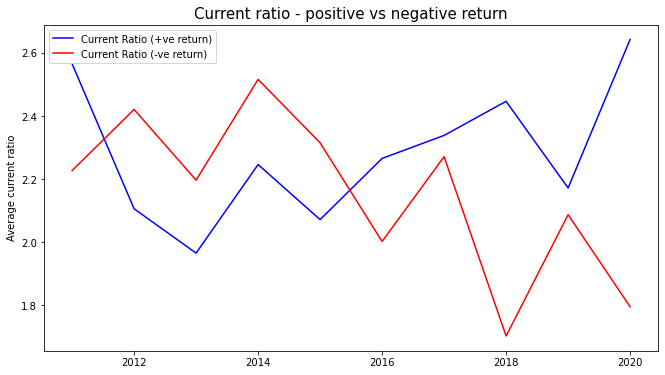 Current ratio - positive vs negative return
Current Ratio (+ve return)
Current Ratio (-ve return)
Average current ratio
2.6
2.4
2.2
2.0
1.8
2012
2014
2016
2018
2020